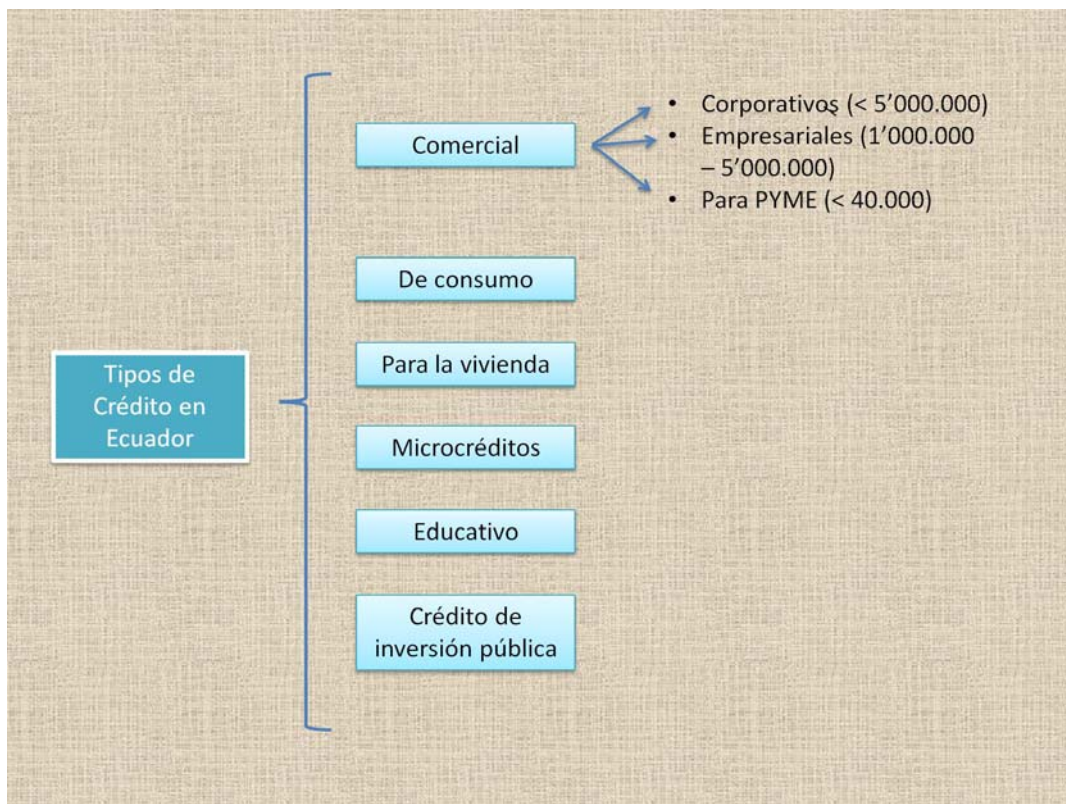 Tipos de
Crédito en
Ecuador
Comercial
• Corporativos (< 5’000.000)
• Empresariales (1’000.000
– 5’000.000)
• Para PYME (< 40.000)
De consumo
Para la vivienda
Microcréditos
Educativo
Crédito de
inversión pública